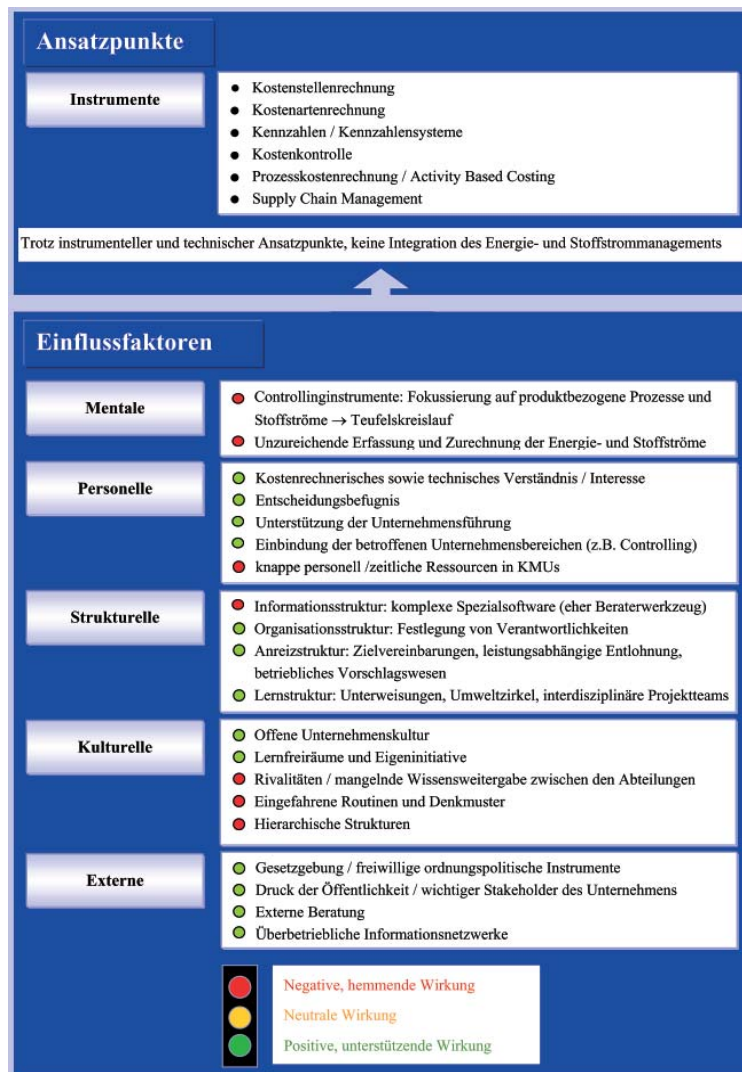 Ansatzpunkte
Instrumente
Kostenstellenrechnung
Kostenartenrechnung
Kennzahlen / Kennzahlensysteme
Kostenkontrolle
Prozesskostenrechnung / Activity Based Costing
Supply Chain Management
Trotz instrumenteller und technischer Ansatzpunkte, keine Integration des Energie- und Stoffstrommanagements
Einflussfaktoren
Mentale
Controllinginstrumente: Fokussierung auf produktbezogene Prozesse und
Stoffströme → Teufelskreislauf
Unzureichende Erfassung und Zurechnung der Energie- und Stoffströme
Personelle
Kostenrechnerisches sowie technisches Verständnis / Interesse
Entscheidungsbefugnis
Unterstützung der Unternehmensführung
Einbindung der betroffenen Unternehmensbereichen (z.B. Controlling)
knappe personell /zeitliche Ressourcen in KMUs
Strukturelle
Informationsstruktur: komplexe Spezialsoftware (eher Beraterwerkzeug)
Organisationsstruktur: Festlegung von Verantwortlichkeiten
Anreizstruktur: Zielvereinbarungen, leistungsabhängige Entlohnung,
betriebliches Vorschlagswesen
Lernstruktur: Unterweisungen, Umweltzirkel, interdisziplinäre Projektteams
Kulturelle
Offene Unternehmenskultur
Lernfreiräume und Eigeninitiative
Rivalitäten / mangelnde Wissensweitergabe zwischen den Abteilungen
Eingefahrene Routinen und Denkmuster
Hierarchische Strukturen
Externe
Gesetzgebung / freiwillige ordnungspolitische Instrumente
Druck der Öffentlichkeit / wichtiger Stakeholder des Unternehmens
Externe Beratung
Überbetriebliche Informationsnetzwerke
Negative, hemmende Wirkung
Neutrale Wirkung
Positive, unterstützende Wirkung